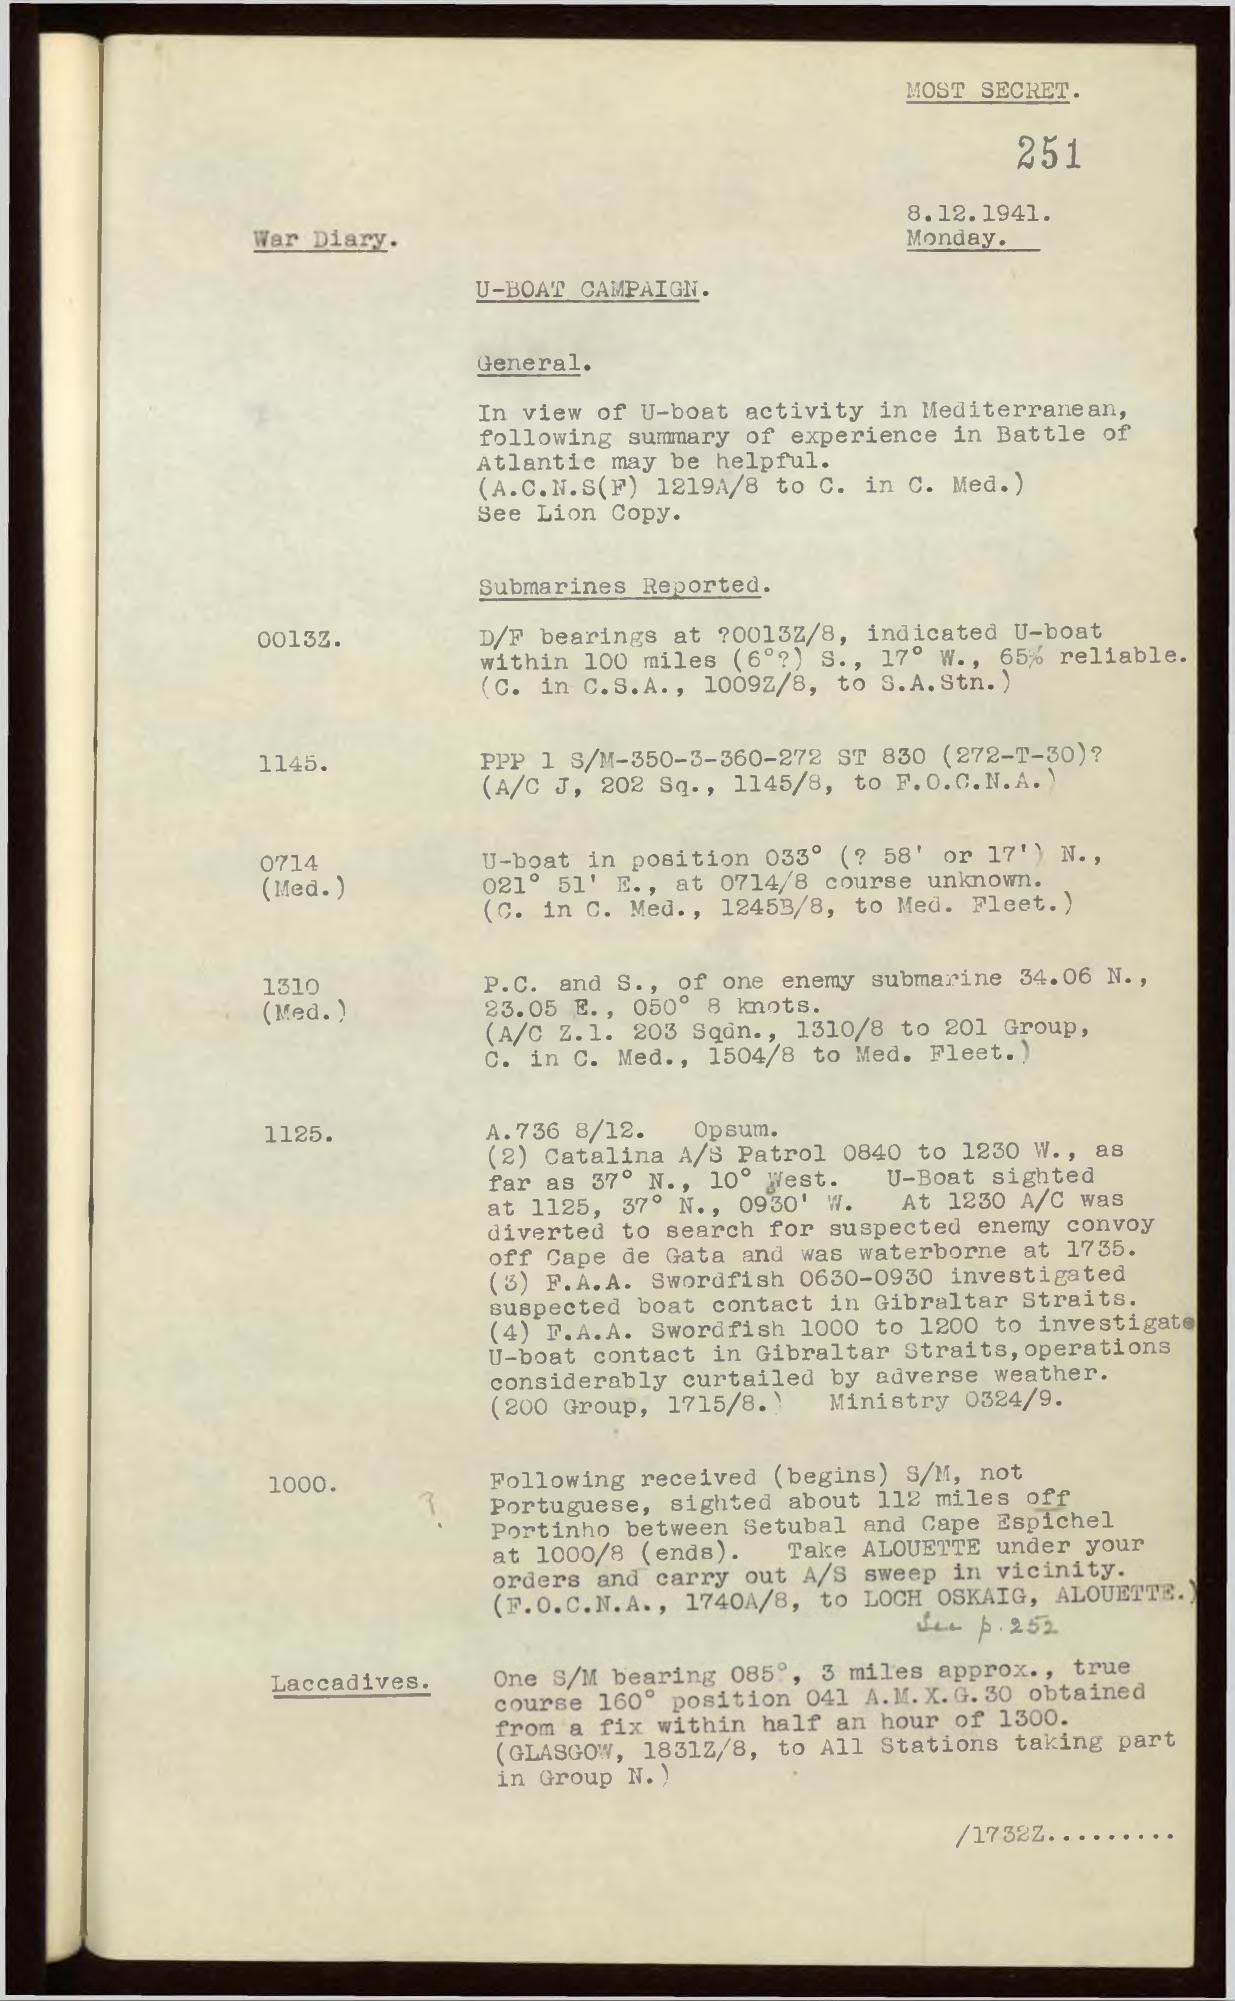 MOST SECRET.
251
8.12.1941.
War Diary.
Monday.
U-BOAT CAMPAIGN.
General.
In view of U-boat activity in Mediterranean,
following summary of experience in Battle of
Atlantic may be helpful.
(A.C.N.S(F) 1219A/8 to C. in C. Med.)
See Lion Copy.
Submarines Reported.
0013Z.
D/F bearings at ?0013Z/8, indicated U-boat
within 100 miles (6°?) S., 17° W., 65% reliable.
(C. in C.S.A., 1009Z/8, to S.A.Stn.)
1145.
PPP 1 S/M-350-3-360-272 ST 830 (272-T-30)?
(A/C J, 202 Sq., 1145/8, to F.O.C.N.A.)
0714
(Med.)
U-boat in position 033° (? 58' or 17') N.,
021° 51' E., at 0714/8 course unknown.
(C. in C. Med., 1245B/8, to Med. Fleet.)
1310
(Med.)
P.C. and S., of one enemy submarine 34.06 N.,
23.05 E., 050° 8 knots.
(A/C Z.1. 203 Sqdn., 1310/8 to 201 Group,
C. in C. Med., 1504/8 to Med. Fleet.)
1125.
A.736 8/12. Opsum.
(2) Catalina A/S Patrol 0840 to 1230 W., as
far as 37° N., 10° West. U-Boat sighted
at 1125, 37° N., 0930' W. At 1230 A/C was
diverted to search for suspected enemy convoy
off Cape de Gata and was waterborne at 1735.
(3) F.A.A. Swordfish 0630-0930 investigated
suspected boat contact in Gibraltar Straits.
(4) F.A.A. Swordfish 1000 to 1200 to investigate
U-boat contact in Gibraltar Straits,operations
considerably curtailed by adverse weather.
(200 Group, 1715/8.) Ministry 0324/9.
1000.
?
Following received (begins) S/M, not
Portuguese, sighted about 112 miles off
Portinho between Setubal and Cape Espichel
at 1000/8 (ends). Take ALOUETTE under your
orders and carry out A/S sweep in vicinity.
(F.O.C.N.A., 1740A/8, to LOCH OSKAIG, ALOUETTE.)
See p. 252
Laccadives.
One S/M bearing 085°, 3 miles approx., true
course 160° position 041 A.M.X.G.30 obtained
from a fix within half an hour of 1300.
(GLASGOW, 1831Z/8, to All Stations taking part
in Group N.)
/1732Z.........